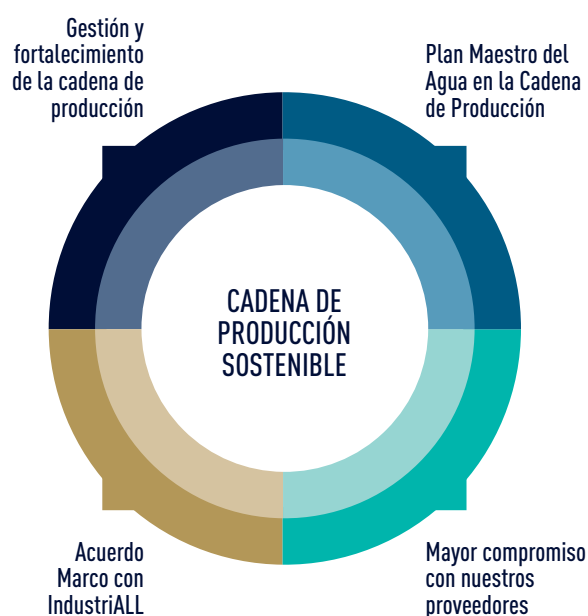 Gestión y
fortalecimiento
de la cadena de
producción
Plan Maestro del
Agua en la Cadena
de Producción
CADENA DE
PRODUCCIÓN
SOSTENIBLE
Acuerdo
Marco con
IndustriALL
Mayor compromiso
con nuestros
proveedores